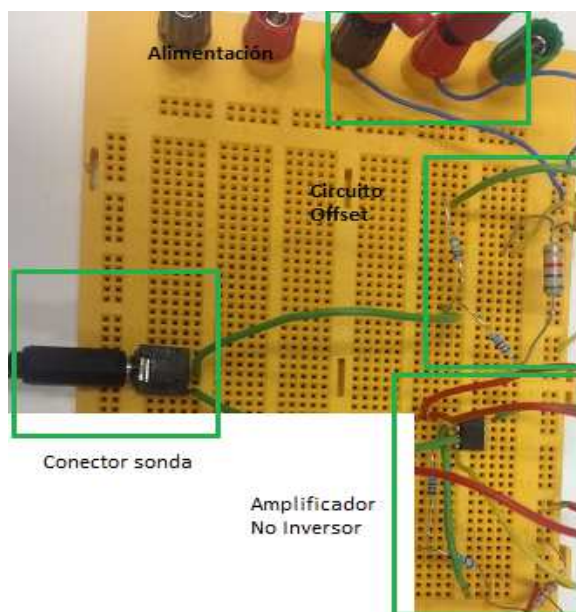 Alimentación
Circuito
Offset
Conector sonda
Amplificador
No Inversor